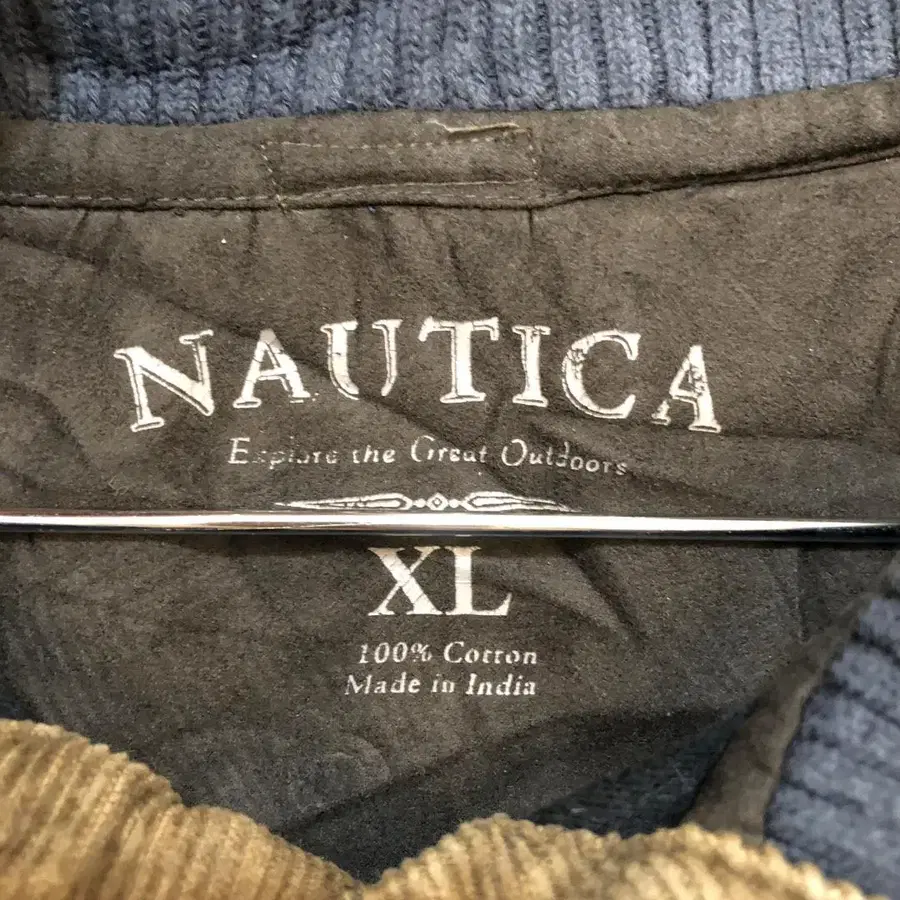 NAUTICA
Explore the Great Outdoors
XL
100% Cotton
Made in India